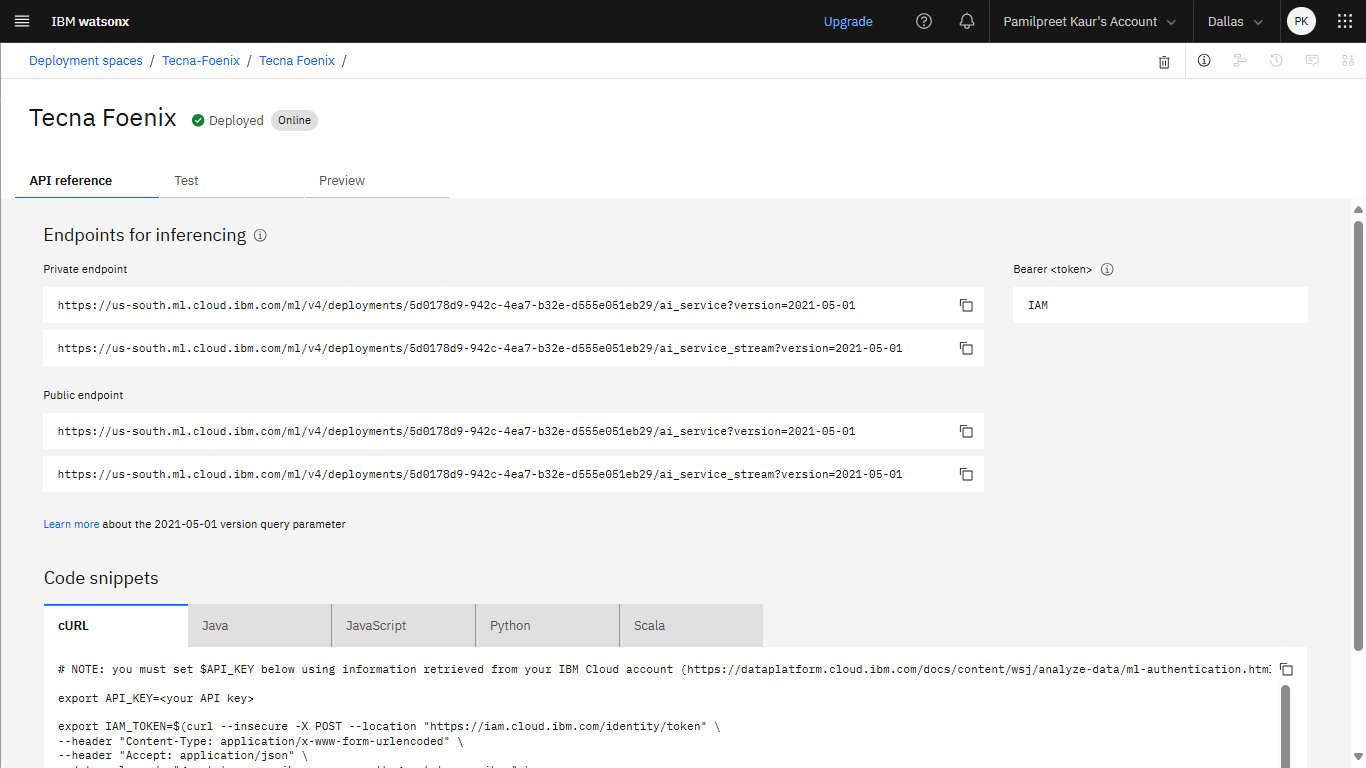 IBM watsonx
Upgrade
Pamilpreet Kaur's Account
Dallas
PK
Deployment spaces / Tecna-Foenix / Tecna Foenix /
Tecna Foenix
Deployed
Online
API reference
Test
Preview
Endpoints for inferencing
Private endpoint
https://us-south.ml.cloud.ibm.com/ml/v4/deployments/5d0178d9-942c-4ea7-b32e-d555e051eb29/ai_service?version=2021-05-01
https://us-south.ml.cloud.ibm.com/ml/v4/deployments/5d0178d9-942c-4ea7-b32e-d555e051eb29/ai_service_stream?version=2021-05-01
Bearer <token>
IAM
Public endpoint
https://us-south.ml.cloud.ibm.com/ml/v4/deployments/5d0178d9-942c-4ea7-b32e-d555e051eb29/ai_service?version=2021-05-01
https://us-south.ml.cloud.ibm.com/ml/v4/deployments/5d0178d9-942c-4ea7-b32e-d555e051eb29/ai_service_stream?version=2021-05-01
Learn more about the 2021-05-01 version query parameter
Code snippets
cURL
Java
JavaScript
Python
Scala
# NOTE: you must set $API_KEY below using information retrieved from your IBM Cloud account (https://dataplatform.cloud.ibm.com/docs/content/wsj/analyze-data/ml-authentication.html
export API_KEY=<your API key>
export IAM_TOKEN=$(curl --insecure -X POST --location "https://iam.cloud.ibm.com/identity/token" \
--header "Content-Type: application/x-www-form-urlencoded" \
--header "Accept: application/json" \